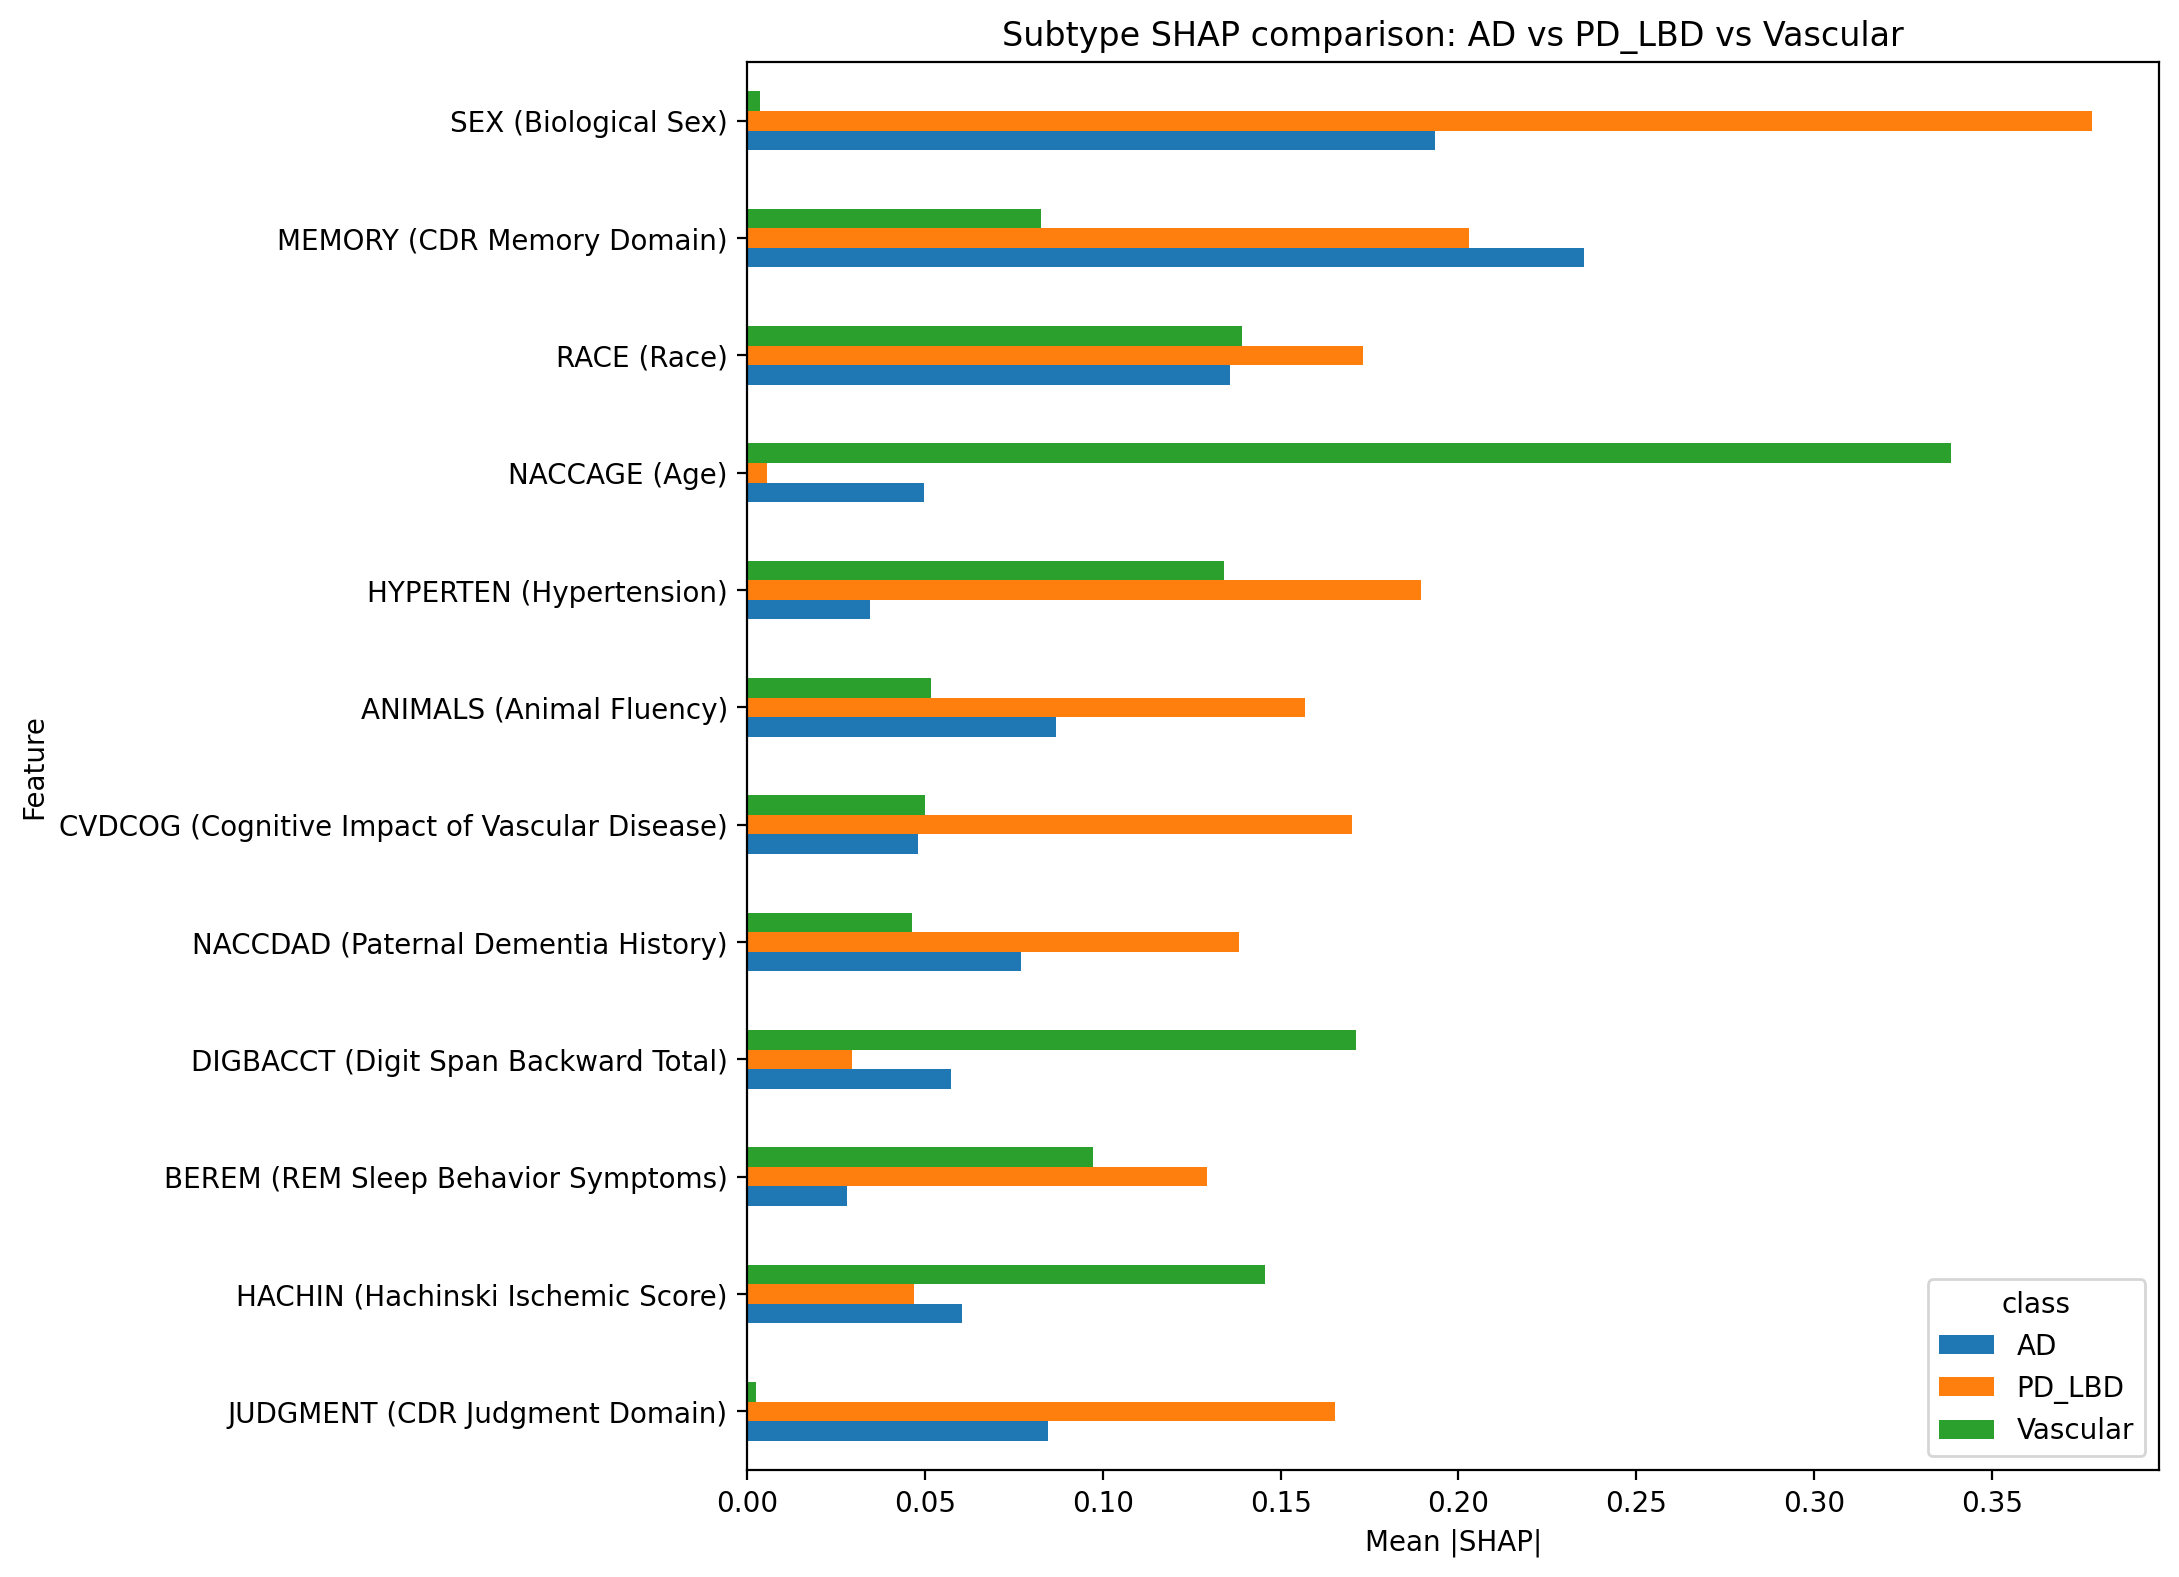 Subtype SHAP comparison: AD vs PD_LBD vs Vascular
SEX (Biological Sex)
MEMORY (CDR Memory Domain)
RACE (Race)
NACCAGE (Age)
HYPERTEN (Hypertension)
ANIMALS (Animal Fluency)
CVDCOG (Cognitive Impact of Vascular Disease)
NACCDAD (Paternal Dementia History)
DIGBACCT (Digit Span Backward Total)
BEREM (REM Sleep Behavior Symptoms)
HACHIN (Hachinski Ischemic Score)
JUDGMENT (CDR Judgment Domain)
Feature
class
AD
PD_LBD
Vascular
0.00 0.05 0.10 0.15 0.20 0.25 0.30 0.35
Mean |SHAP|